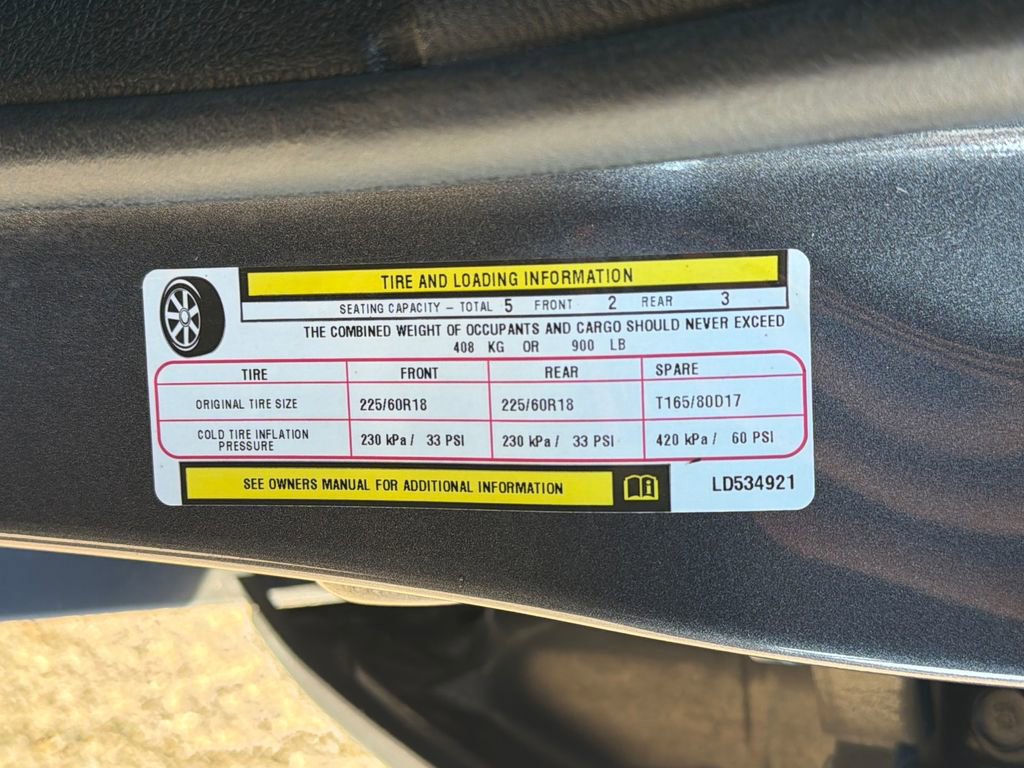 TIRE AND LOADING INFORMATION
SEATING CAPACITY – TOTAL 5 FRONT 2 REAR 3
THE COMBINED WEIGHT OF OCCUPANTS AND CARGO SHOULD NEVER EXCEED
408 KG OR 900 LB
TIRE FRONT REAR SPARE
ORIGINAL TIRE SIZE 225/60R18 225/60R18 T165/80D17
COLD TIRE INFLATION
PRESSURE 230 kPa / 33 PSI 230 kPa / 33 PSI 420 kPa / 60 PSI
SEE OWNERS MANUAL FOR ADDITIONAL INFORMATION
LD534921